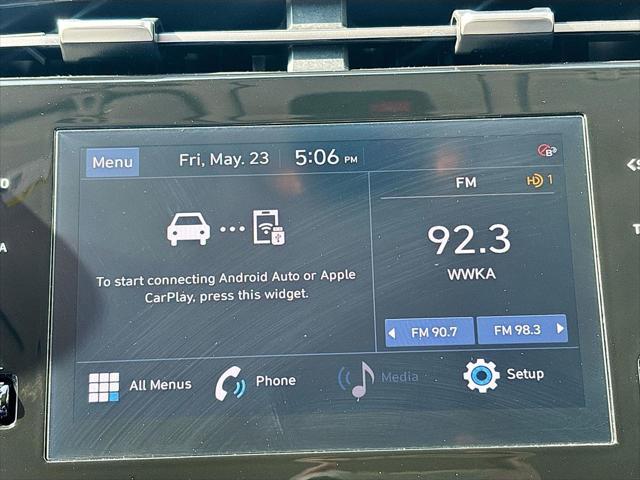 Menu Fri, May. 23 5:06 PM B
FM HD 1
92.3
WWKA
To start connecting Android Auto or Apple
CarPlay, press this widget.
FM 90.7 FM 98.3
All Menus Phone Media Setup